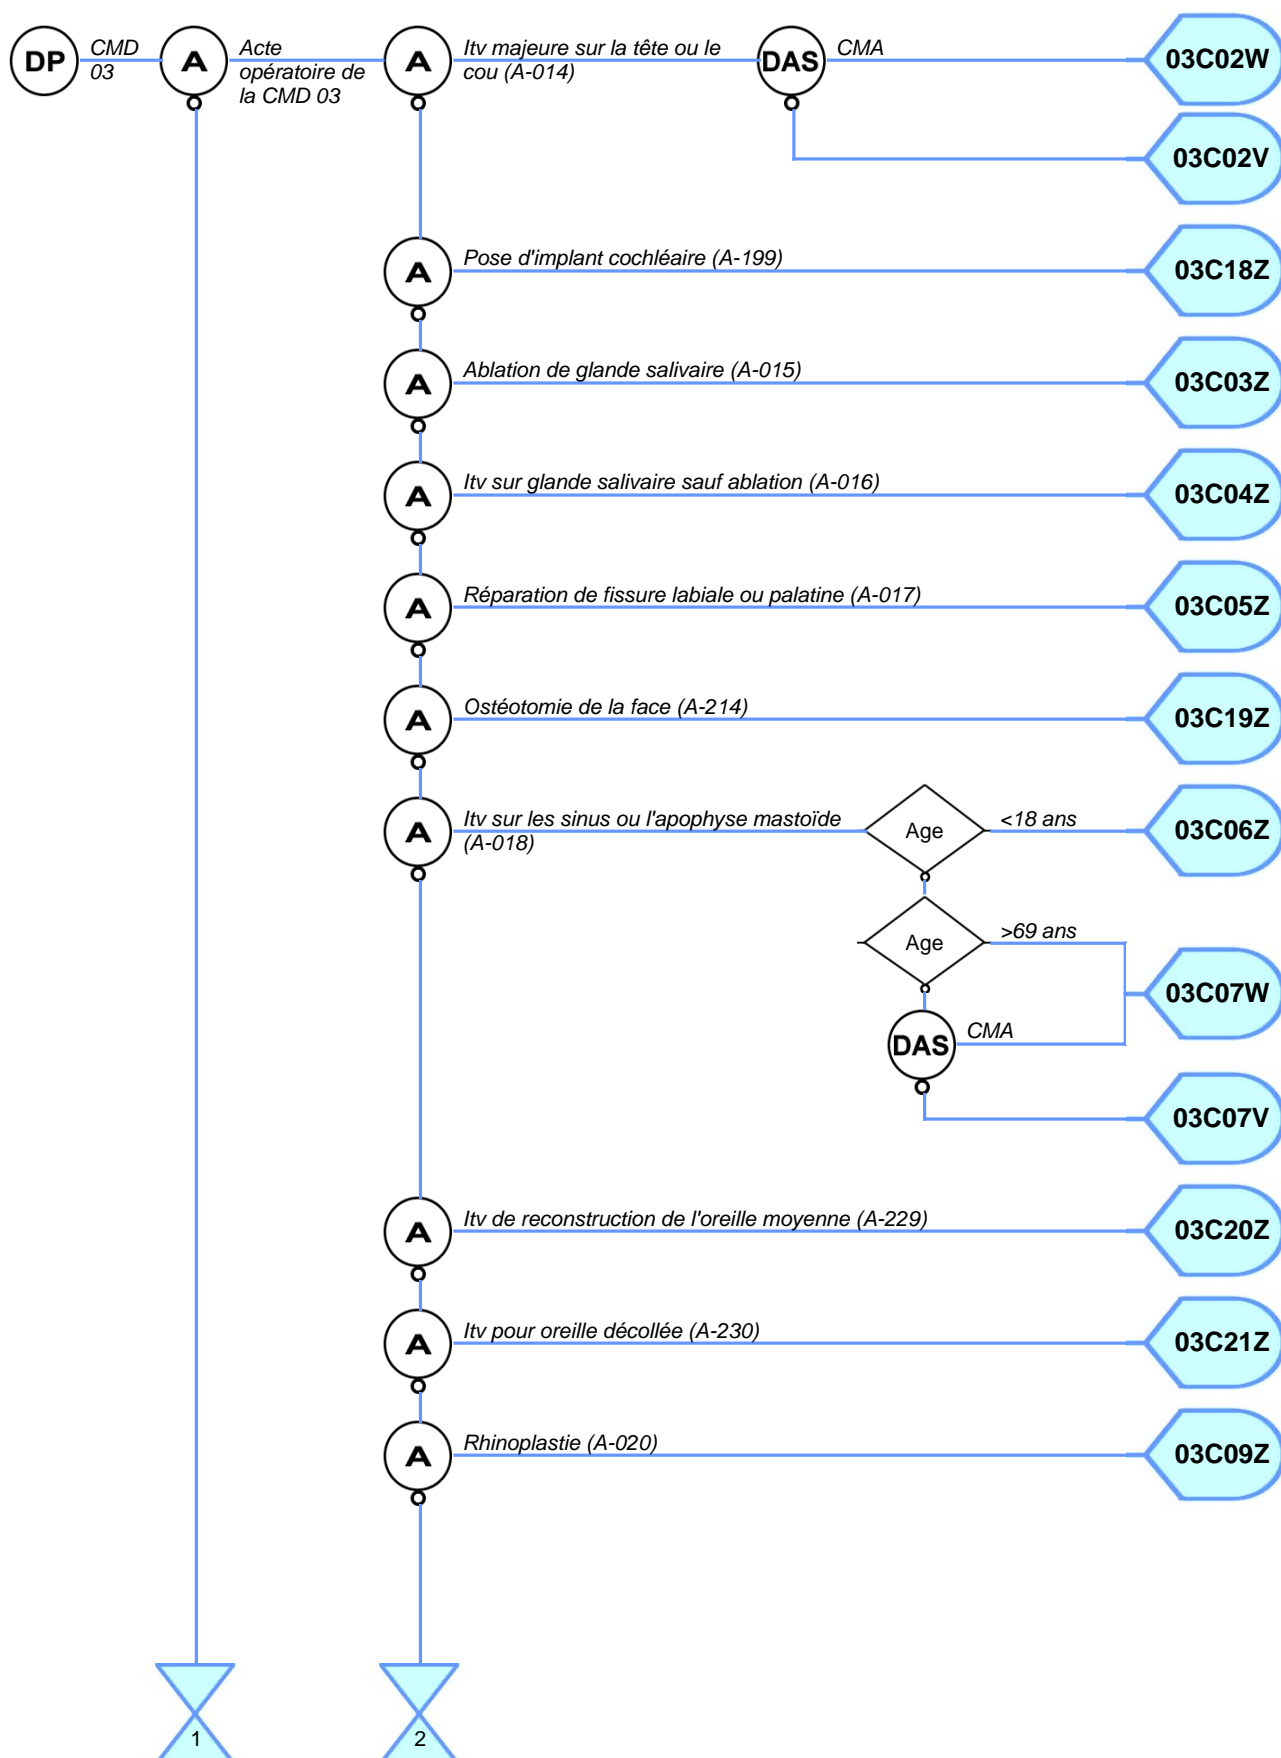 DP
CMD
03
A
Acte
opératoire de
la CMD 03
A
Itv majeure sur la tête ou le
cou (A-014)
DAS
CMA
03C02W
03C02V
A
Pose d'implant cochléaire (A-199)
03C18Z
A
Ablation de glande salivaire (A-015)
03C03Z
A
Itv sur glande salivaire sauf ablation (A-016)
03C04Z
A
Réparation de fissure labiale ou palatine (A-017)
03C05Z
A
Ostéotomie de la face (A-214)
03C19Z
A
Itv sur les sinus ou l'apophyse mastoïde
(A-018)
Age
<18 ans
03C06Z
Age
>69 ans
03C07W
DAS
CMA
03C07V
A
Itv de reconstruction de l'oreille moyenne (A-229)
03C20Z
A
Itv pour oreille décollée (A-230)
03C21Z
A
Rhinoplastie (A-020)
03C09Z
1
2